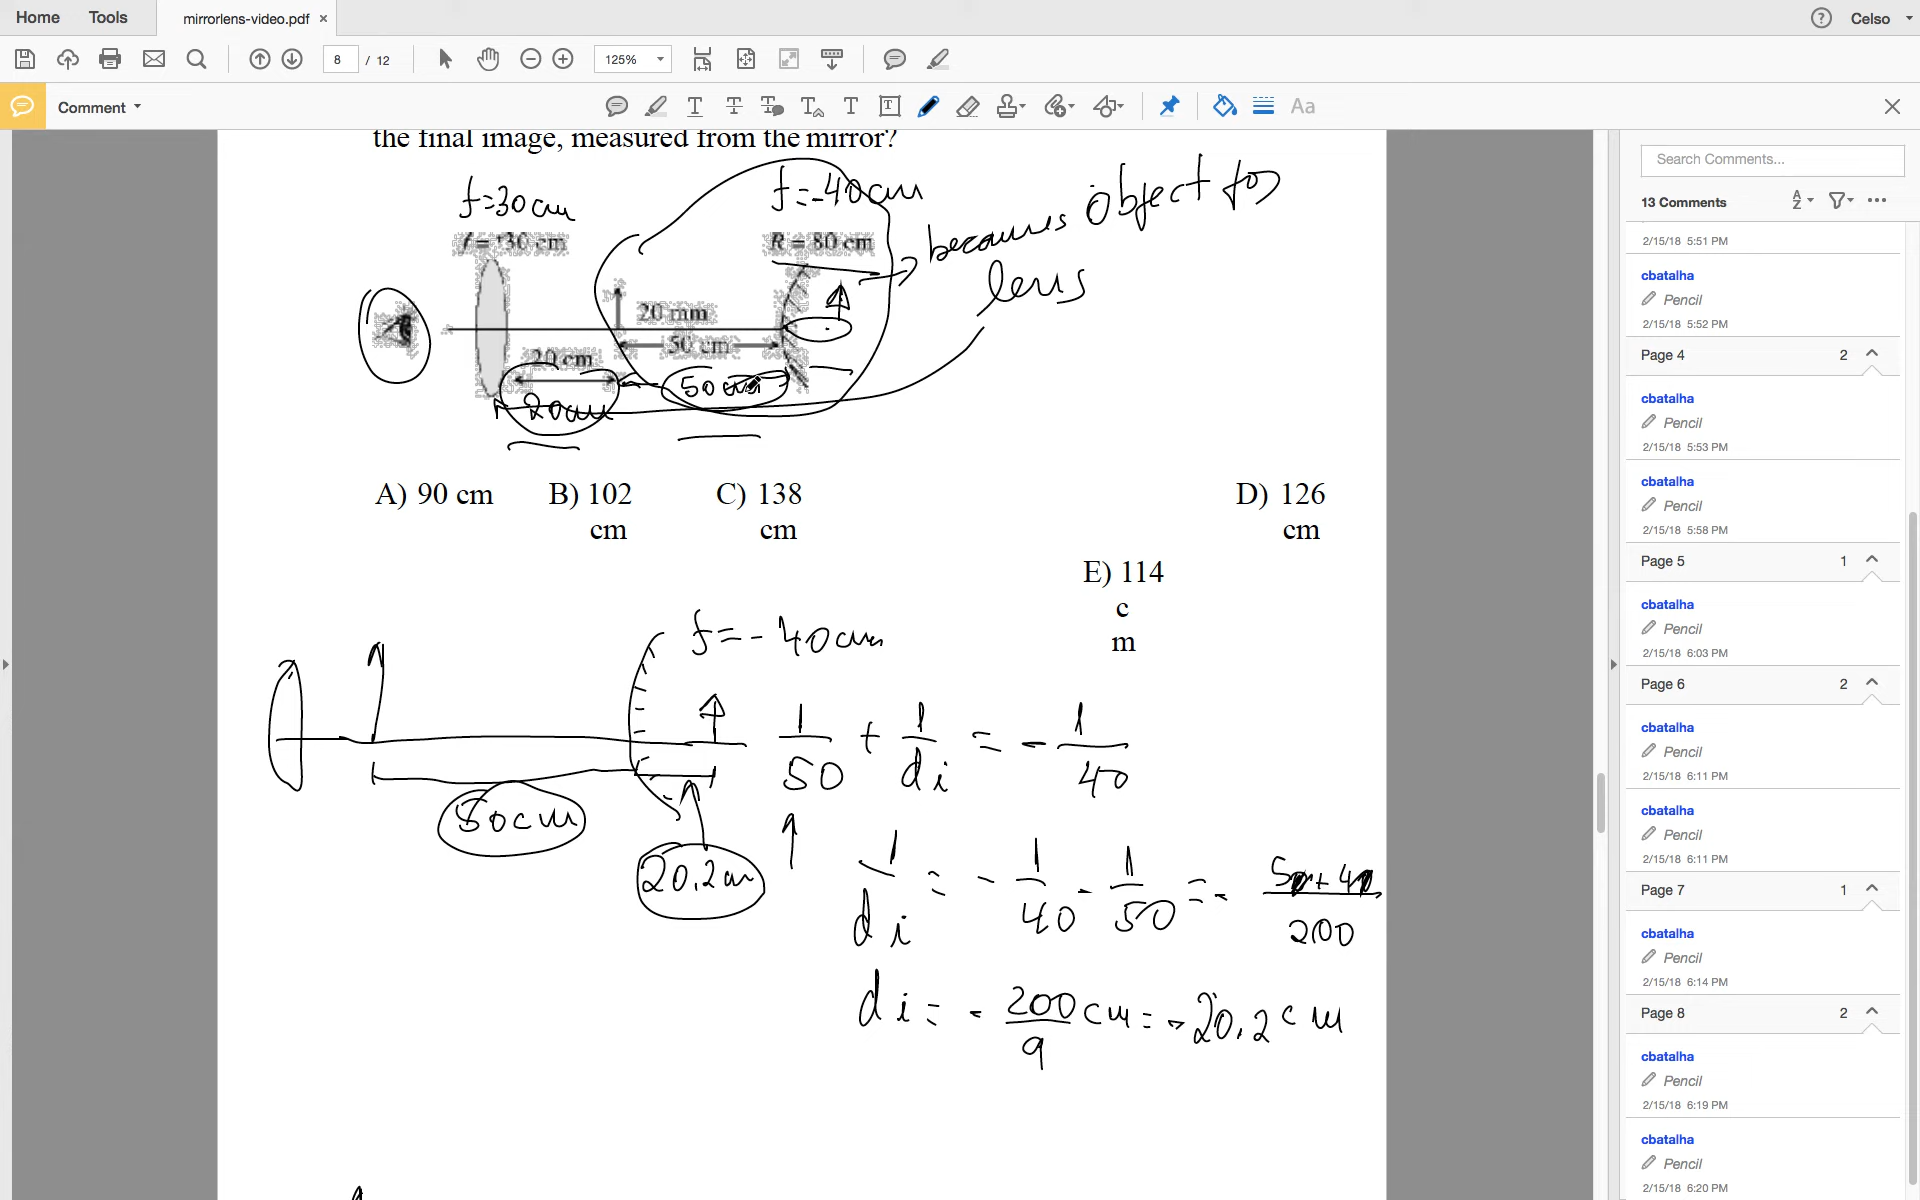 Home Tools mirrorlens-video.pdf × Celso
8 / 12 125%
Comment
Aa
the final image, measured from the mirror?
f=30cm f=-40cm
becomes object for
lens
f = +30 cm R = 80 cm
20 mm
50 cm
20 cm
50cm
20cm
A) 90 cm B) 102 cm C) 138 cm D) 126 cm
E) 114 c m
f=-40cm
1/50 + 1/di = -1/40
50cm
20.2cm
1/di = -1/40 - 1/50 = - 50+40/200
di = - 200/9 cm = -20.2cm
Search Comments...
13 Comments
2/15/18 5:51 PM
cbatalha
Pencil
2/15/18 5:52 PM
Page 4 2
cbatalha
Pencil
2/15/18 5:53 PM
cbatalha
Pencil
2/15/18 5:58 PM
Page 5 1
cbatalha
Pencil
2/15/18 6:03 PM
Page 6 2
cbatalha
Pencil
2/15/18 6:11 PM
cbatalha
Pencil
2/15/18 6:11 PM
Page 7 1
cbatalha
Pencil
2/15/18 6:14 PM
Page 8 2
cbatalha
Pencil
2/15/18 6:19 PM
cbatalha
Pencil
2/15/18 6:20 PM